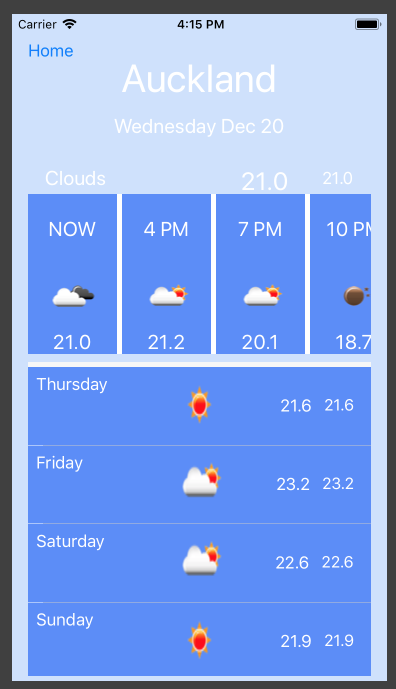 Carrier 4:15 PM
Home
Auckland
Wednesday Dec 20
Clouds 21.0 21.0
NOW 4 PM 7 PM 10 PM
21.0 21.2 20.1 18.7
Thursday 21.6 21.6
Friday 23.2 23.2
Saturday 22.6 22.6
Sunday 21.9 21.9